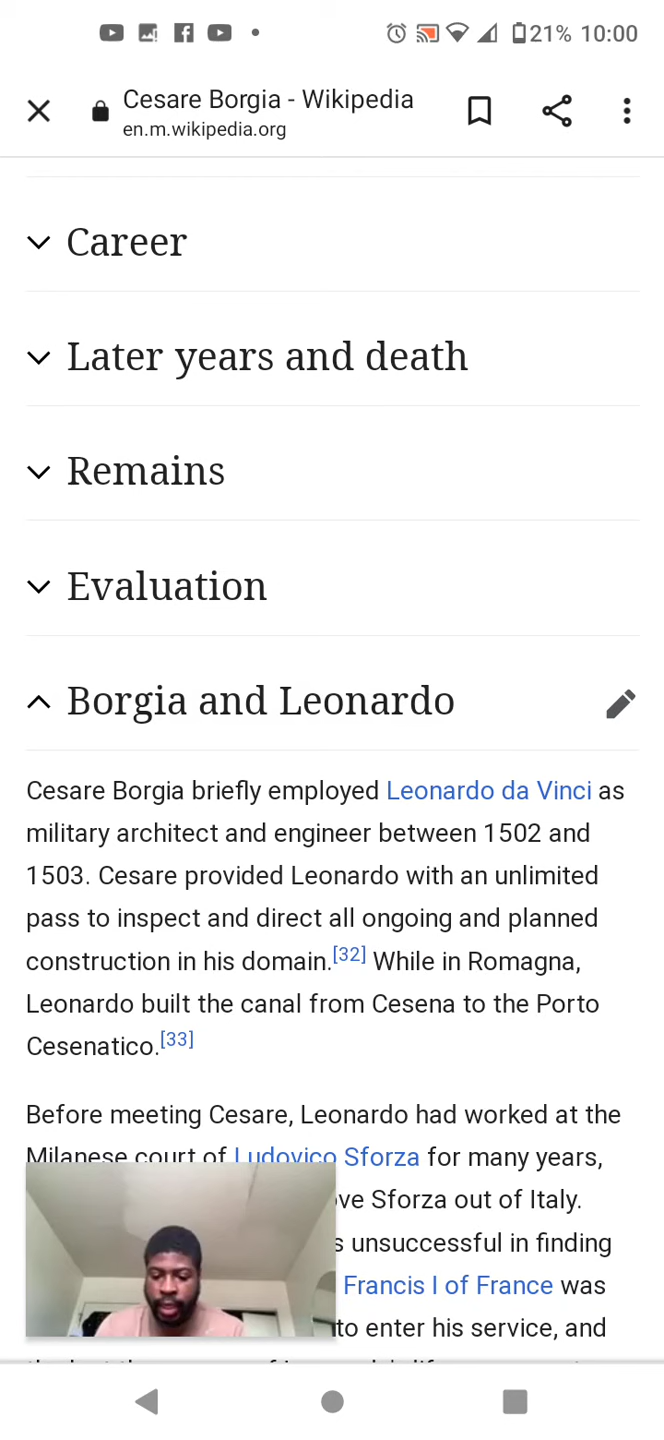 21% 10:00
Cesare Borgia - Wikipedia
en.m.wikipedia.org
Career
Later years and death
Remains
Evaluation
Borgia and Leonardo
Cesare Borgia briefly employed Leonardo da Vinci as
military architect and engineer between 1502 and
1503. Cesare provided Leonardo with an unlimited
pass to inspect and direct all ongoing and planned
construction in his domain.[32] While in Romagna,
Leonardo built the canal from Cesena to the Porto
Cesenatico.[33]
Before meeting Cesare, Leonardo had worked at the
Milanese court of Ludovico Sforza for many years,
Sforza out of Italy.
unsuccessful in finding
Francis I of France was
to enter his service, and